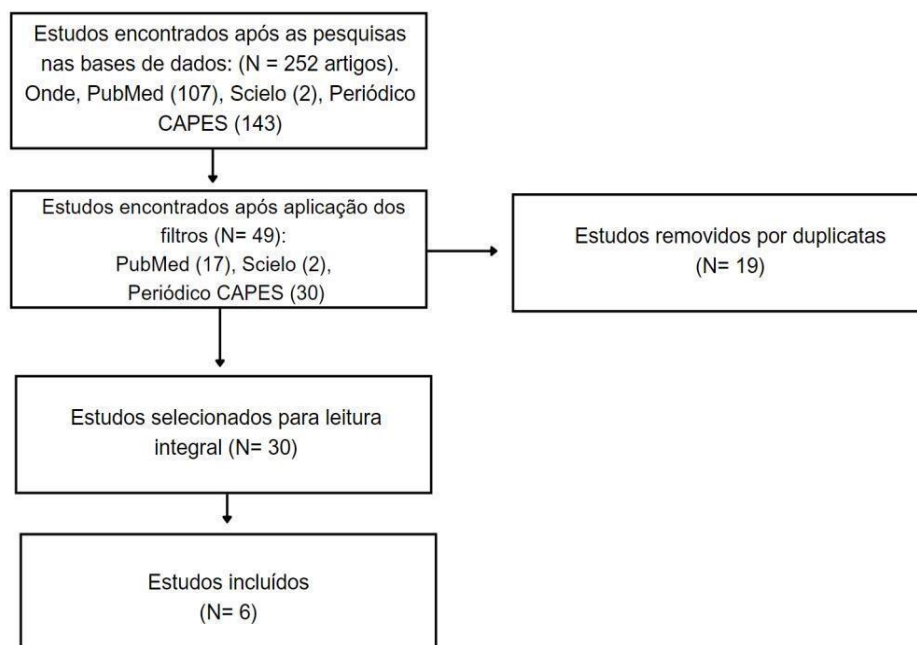 Estudos encontrados após as pesquisas
nas bases de dados: (N = 252 artigos).
Onde, PubMed (107), Scielo (2), Periódico
CAPES (143)
Estudos encontrados após aplicação dos
filtros (N= 49):
PubMed (17), Scielo (2),
Periódico CAPES (30)
Estudos removidos por duplicatas
(N= 19)
Estudos selecionados para leitura
integral (N= 30)
Estudos incluídos
(N= 6)